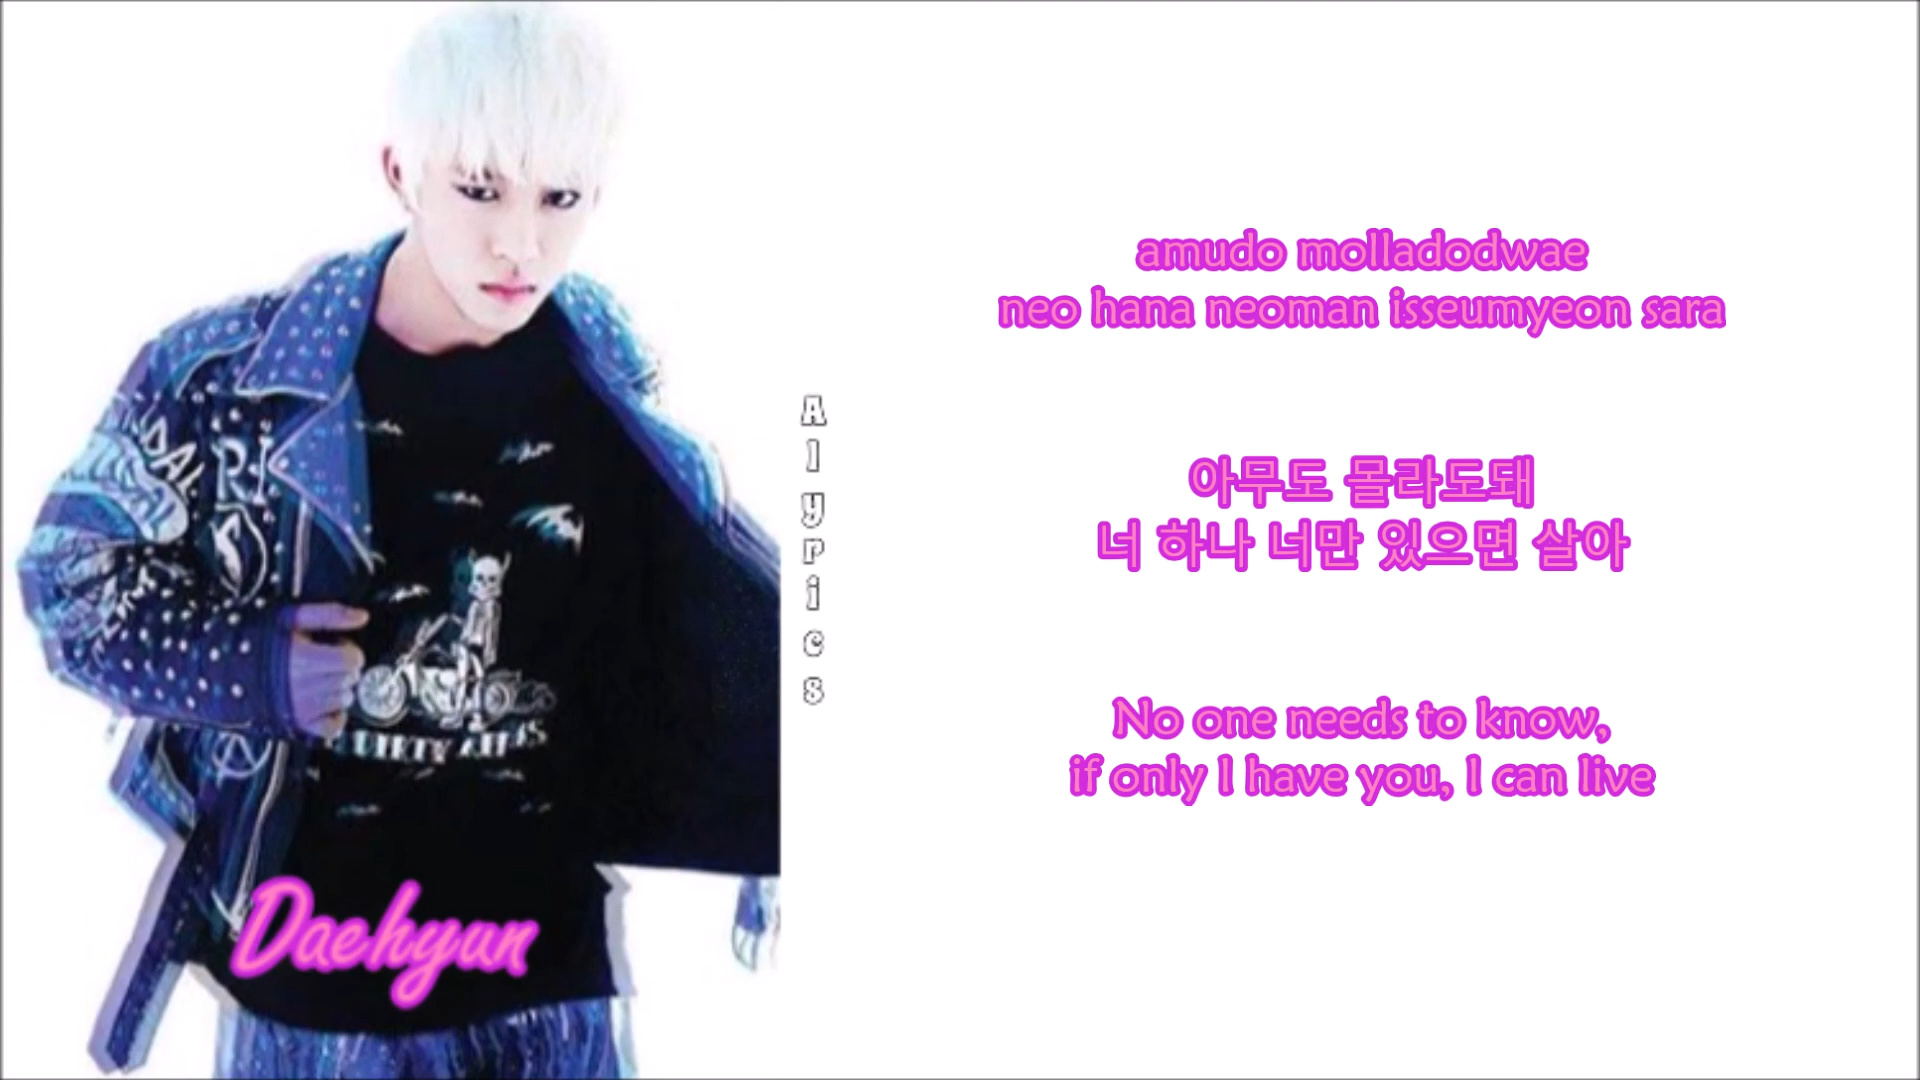 amudo molladodwae
neo hana neoman isseumyeon sara
아무도 몰라도돼
너 하나 너만 있으면 살아
No one needs to know,
if only I have you, I can live
Alyrics
Daehyun
DIRTY